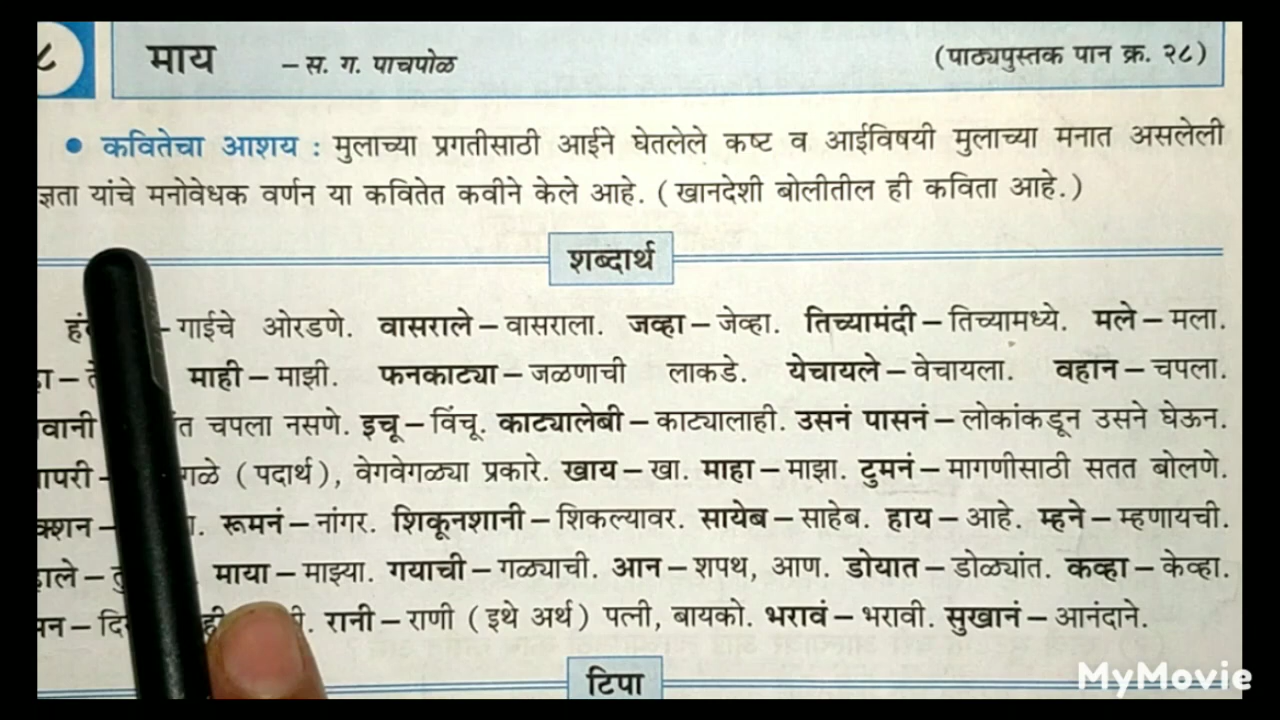 ८ माय – स. ग. पाचपोळ (पाठ्यपुस्तक पान क्र. २८)
• कवितेचा आशय : मुलाच्या प्रगतीसाठी आईने घेतलेले कष्ट व आईविषयी मुलाच्या मनात असलेली
ज्ञता यांचे मनोवेधक वर्णन या कवितेत कवीने केले आहे. ( खानदेशी बोलीतील ही कविता आहे. )
शब्दार्थ
– गाईचे ओरडणे. वासराले – वासराला. जव्हा – जेव्हा. तिच्यामंदी – तिच्यामध्ये. मले – मला.
माही – माझी. फनकाट्या – जळणाची लाकडे. येचायले – वेचायला. वहान – चपला.
वानी चपला नसणे. इचू – विंचू. काट्यालेबी – काट्यालाही. उसनं पासनं – लोकांकडून उसने घेऊन.
गळे ( पदार्थ ), वेगवेगळ्या प्रकारे. खाय – खा. माहा – माझा. टुमनं – मागणीसाठी सतत बोलणे.
क्शन – रूमनं – नांगर. शिकूनशानी – शिकल्यावर. सायेब – साहेब. हाय – आहे. म्हने – म्हणायची.
माया – माझ्या. गयाची – गळ्याची. आन – शपथ, आण. डोयात – डोळ्यांत. कव्हा – केव्हा.
रानी – राणी ( इथे अर्थ ) पत्नी, बायको. भरावं – भरावी. सुखानं – आनंदाने.
टिपा
MyMovie